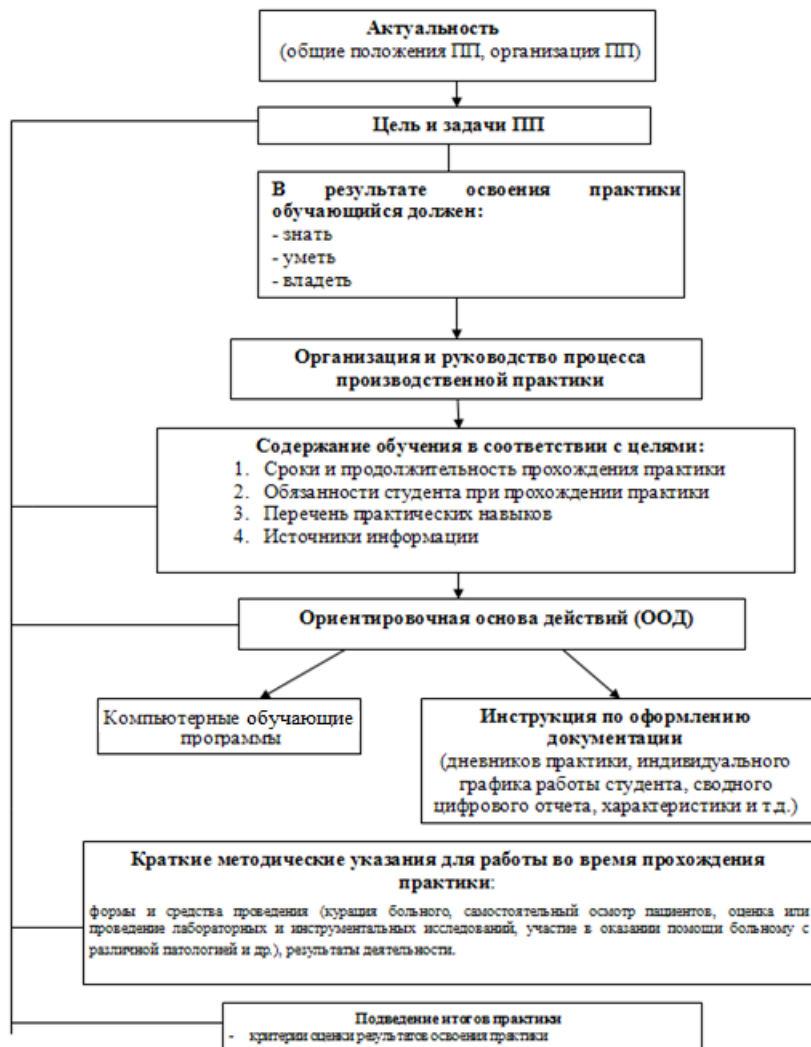 Актуальность
(общие положения ПП, организация ПП)
Цель и задачи ПП
В результате освоения практики
обучающийся должен:
- знать
- уметь
- владеть
Организация и руководство процесса
производственной практики
Содержание обучения в соответствии с целями:
1. Сроки и продолжительность прохождения практики
2. Обязанности студента при прохождении практики
3. Перечень практических навыков
4. Источники информации
Ориентировочная основа действий (ООД)
Компьютерные обучающие
программы
Инструкция по оформлению
документации
(дневников практики, индивидуального
графика работы студента, сводного
цифрового отчета, характеристики и т.д.)
Краткие методические указания для работы во время прохождения
практики:
формы и средства проведения (курация больного, самостоятельный осмотр пациентов, оценка или
проведение лабораторных и инструментальных исследований, участие в оказании помощи больному с
различной патологией и др.), результаты деятельности.
Подведение итогов практики
- критерии оценки результатов освоения практики